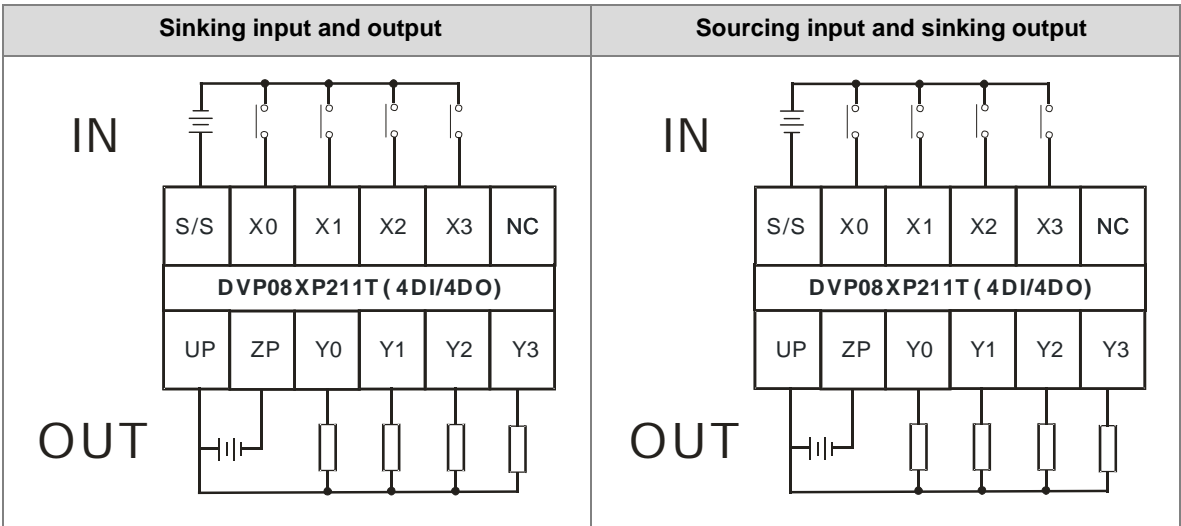 Sinking input and output
Sourcing input and sinking output
IN
S/S X0 X1 X2 X3 NC
DVP08XP211T ( 4DI/4DO)
UP ZP Y0 Y1 Y2 Y3
OUT
IN
S/S X0 X1 X2 X3 NC
DVP08XP211T ( 4DI/4DO)
UP ZP Y0 Y1 Y2 Y3
OUT